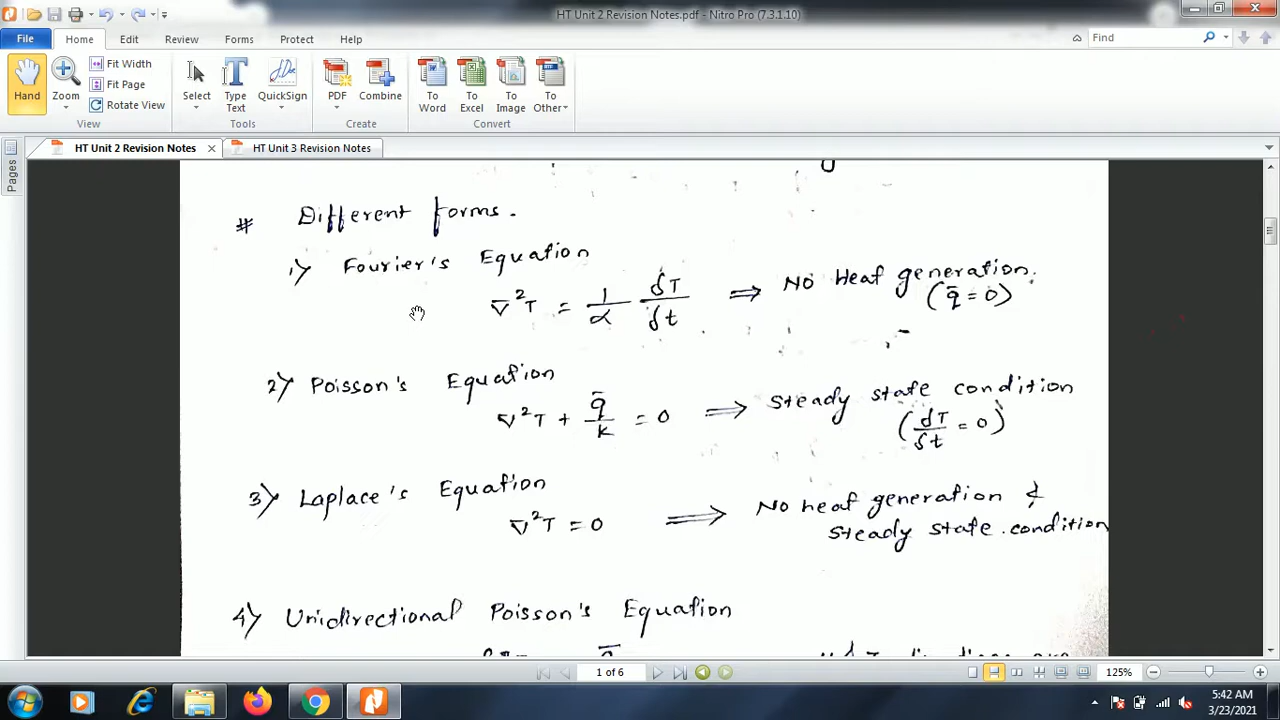 HT Unit 2 Revision Notes.pdf - Nitro Pro (7.3.1.10)
File Home Edit Review Forms Protect Help Find
Hand Zoom Fit Width Fit Page Rotate View Select Type Text QuickSign PDF Combine To Word To Excel To Image To Other
View Tools Create Convert
HT Unit 2 Revision Notes HT Unit 3 Revision Notes
Pages
# Different forms.
1) Fourier's Equation
∇²T = 1/α δT/δt ⇒ No Heat generation. (q̄ = 0)
2) Poisson's Equation
∇²T + q̄/k = 0 ⇒ Steady state condition (δT/δt = 0)
3) Laplace's Equation
∇²T = 0 ⇒ No heat generation & steady state condition
4) Unidirectional Poisson's Equation
1 of 6 125%
5:42 AM
3/23/2021